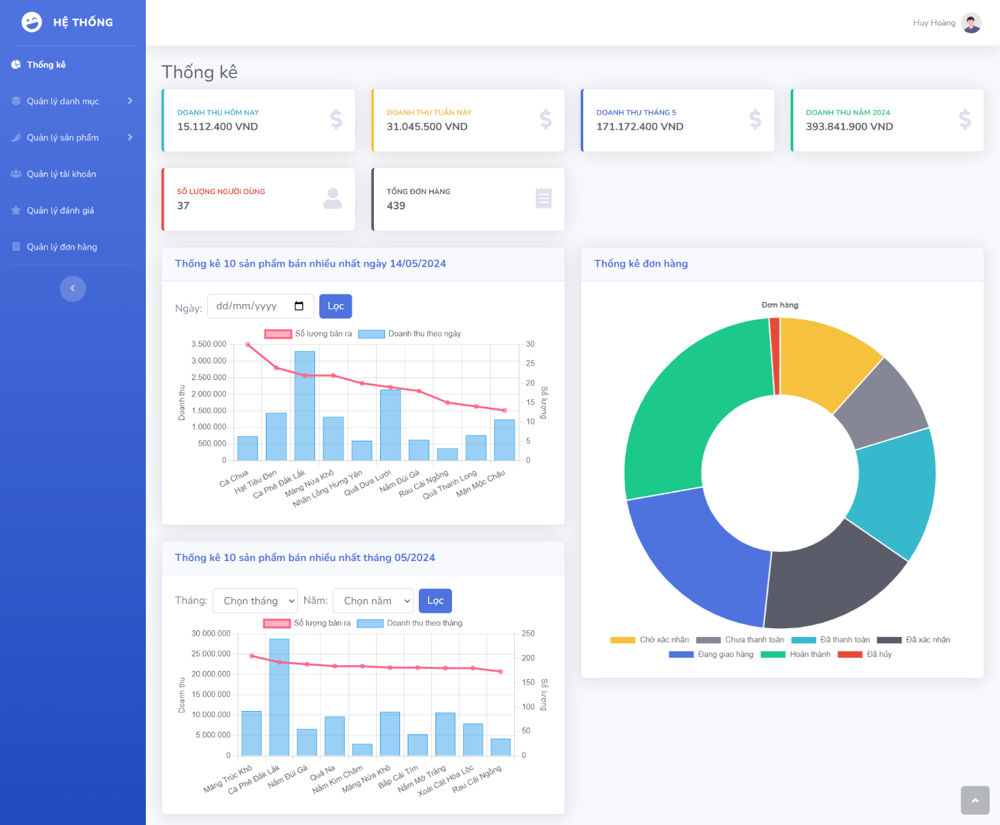 HỆ THỐNG
Huy Hoàng
Thống kê
Quản lý danh mục
Quản lý sản phẩm
Quản lý tài khoản
Quản lý đánh giá
Quản lý đơn hàng
Thống kê
DOANH THU HÔM NAY
15.112.400 VND
DOANH THU TUẦN NÀY
31.045.500 VND
DOANH THU THÁNG 5
171.172.400 VND
DOANH THU NĂM 2024
393.841.900 VND
SỐ LƯỢNG NGƯỜI DÙNG
37
TỔNG ĐƠN HÀNG
439
Thống kê 10 sản phẩm bán nhiều nhất ngày 14/05/2024
Ngày: dd/mm/yyyy Lọc
Số lượng bán ra Doanh thu theo ngày
3.500.000
3.000.000
2.500.000
2.000.000
1.500.000
1.000.000
500.000
0
Doanh thu
30
25
20
15
10
5
0
Số lượng
Cà Chua
Hạt Tiêu Đen
Cà Phê Đắk Lắk
Măng Nứa Khô
Nhãn Lồng Hưng Yên
Quả Dưa Lưới
Nấm Đùi Gà
Rau Cải Ngồng
Quả Thanh Long
Mận Mộc Châu
Thống kê 10 sản phẩm bán nhiều nhất tháng 05/2024
Tháng: Chọn tháng Năm: Chọn năm Lọc
Số lượng bán ra Doanh thu theo tháng
30.000.000
25.000.000
20.000.000
15.000.000
10.000.000
5.000.000
0
Doanh thu
250
200
150
100
50
0
Số lượng
Măng Trúc Khô
Cà Phê Đắk Lắk
Nấm Đùi Gà
Quả Na
Nấm Kim Châm
Măng Nứa Khô
Bắp Cải Tím
Nấm Mỡ Trắng
Xoài Cát Hòa Lộc
Rau Cải Ngồng
Thống kê đơn hàng
Đơn hàng
Chờ xác nhận Chưa thanh toán Đã thanh toán Đã xác nhận
Đang giao hàng Hoàn thành Đã hủy